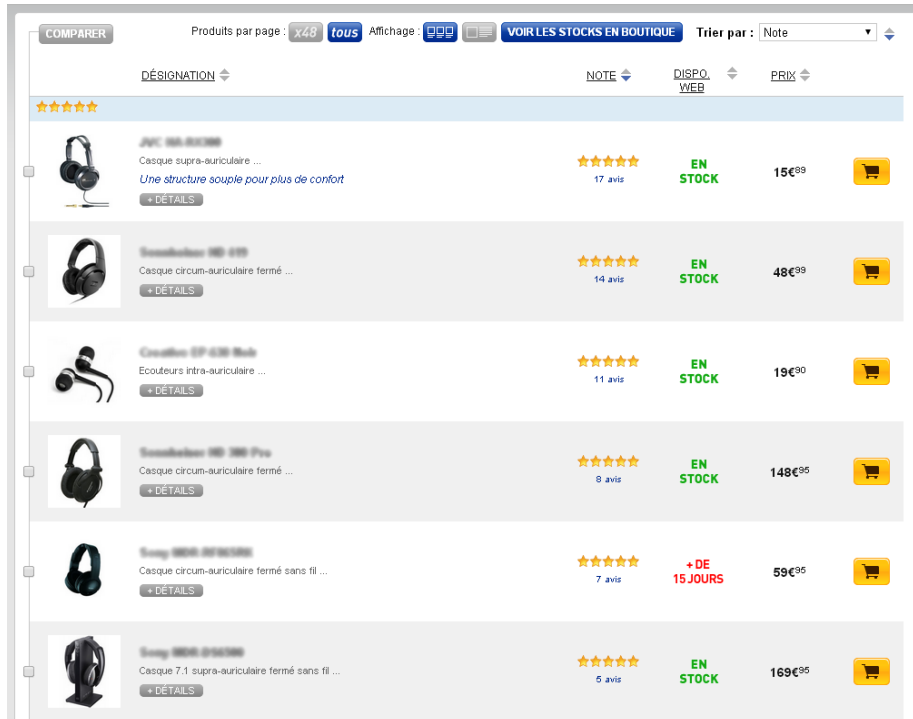 COMPARER
Produits par page : x48 tous Affichage : VOIR LES STOCKS EN BOUTIQUE Trier par : Note
DÉSIGNATION NOTE DISPO. WEB PRIX
Casque supra-auriculaire ...
Une structure souple pour plus de confort
+ DÉTAILS
17 avis
EN
STOCK
15€89
Casque circum-auriculaire fermé ...
+ DÉTAILS
14 avis
EN
STOCK
48€99
Ecouteurs intra-auriculaire ...
+ DÉTAILS
11 avis
EN
STOCK
19€90
Casque circum-auriculaire fermé ...
+ DÉTAILS
8 avis
EN
STOCK
148€95
Casque circum-auriculaire fermé sans fil ...
+ DÉTAILS
7 avis
+ DE
15 JOURS
59€95
Casque 7.1 supra-auriculaire fermé sans fil ...
+ DÉTAILS
5 avis
EN
STOCK
169€95